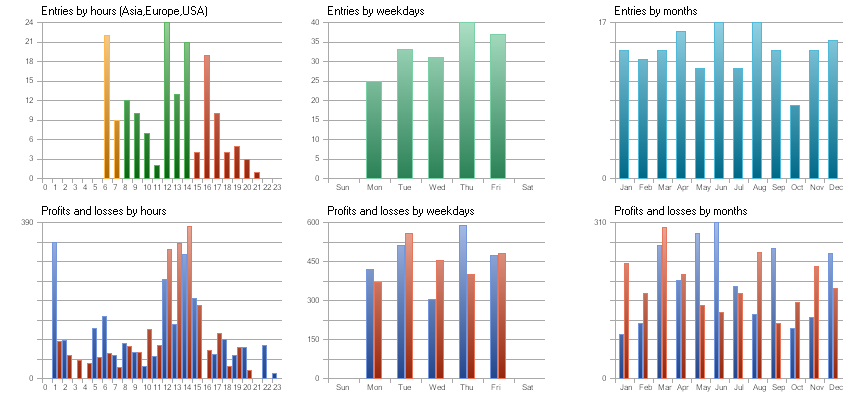 Entries by hours (Asia,Europe,USA)
24
21
18
15
12
9
6
3
0
0 1 2 3 4 5 6 7 8 9 10 11 12 13 14 15 16 17 18 19 20 21 22 23
Entries by weekdays
40
35
30
25
20
15
10
5
0
Sun Mon Tue Wed Thu Fri Sat
Entries by months
17
0
Jan Feb Mar Apr May Jun Jul Aug Sep Oct Nov Dec
Profits and losses by hours
390
0
0 1 2 3 4 5 6 7 8 9 10 11 12 13 14 15 16 17 18 19 20 21 22 23
Profits and losses by weekdays
600
450
300
150
0
Sun Mon Tue Wed Thu Fri Sat
Profits and losses by months
310
0
Jan Feb Mar Apr May Jun Jul Aug Sep Oct Nov Dec